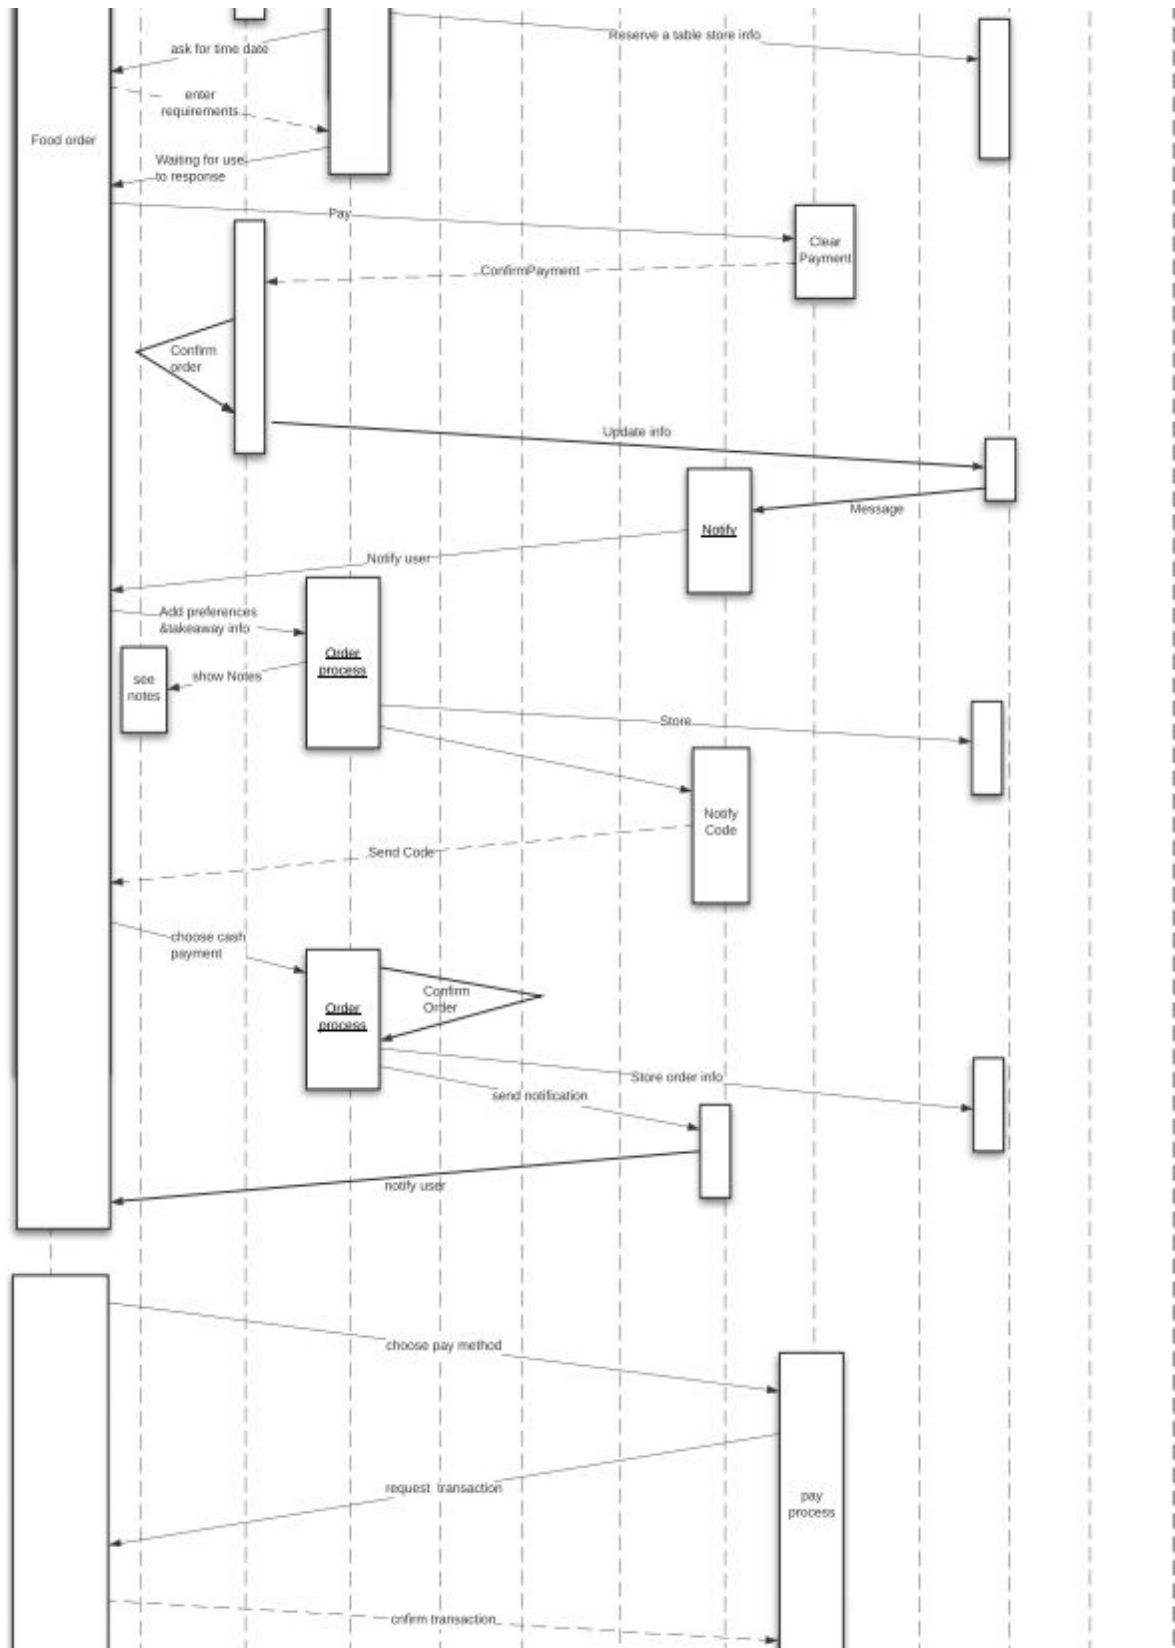 Reserve a table store info
ask for time date
enter
requirements
Food order
Waiting for use
to response
Pay
Clear
Payment
ConfirmPayment
Confirm
order
Update info
Message
Notify
Notify user
Add preferences
&takeaway info
Order
process
show Notes
see
notes
Store
Notify
Code
Send Code
choose cash
payment
Confirm
Order
Order
process
Store order info
send notification
notify user
choose pay method
request transaction
pay
process
cnfirm transaction